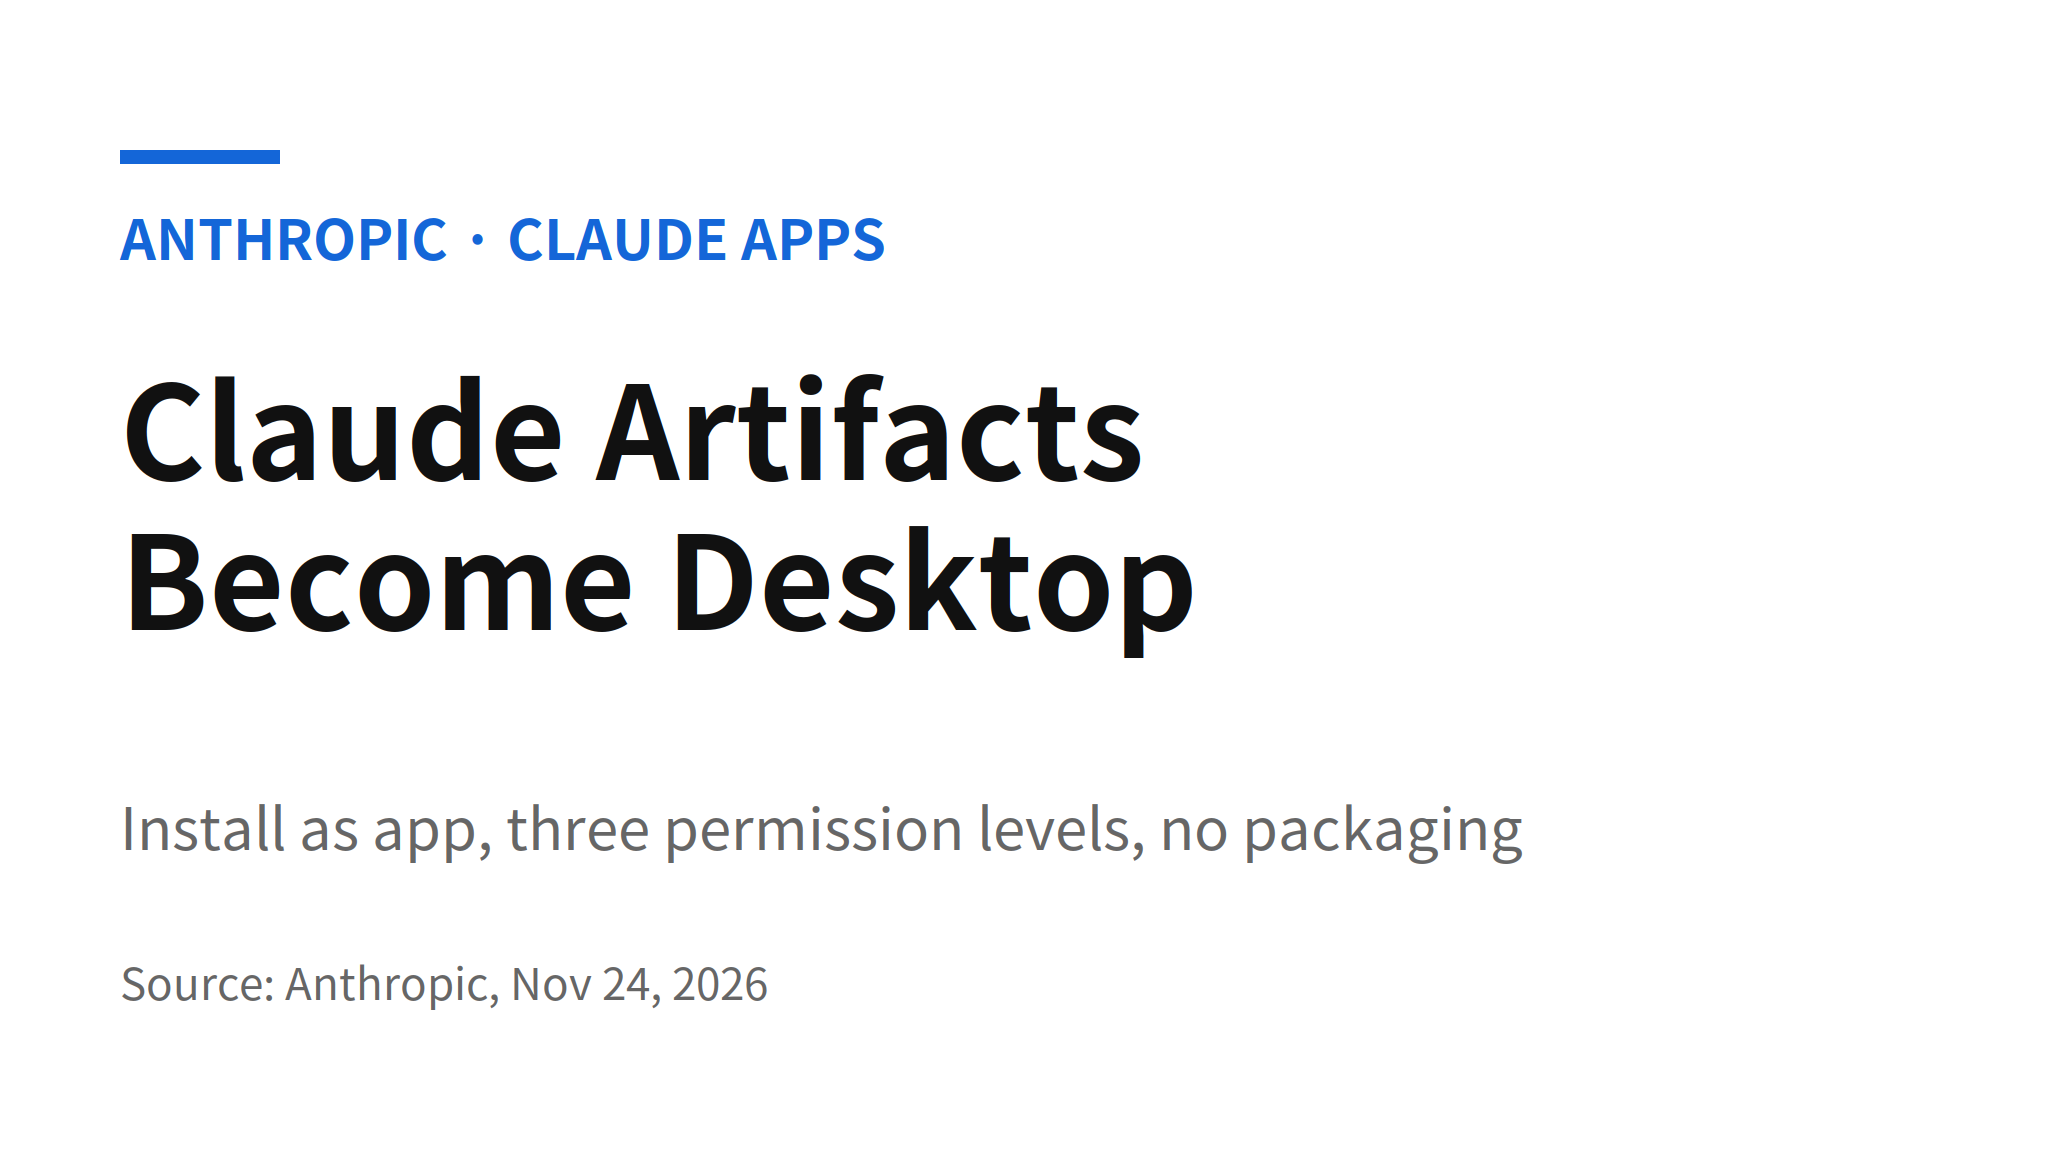 ANTHROPIC · CLAUDE APPS
Claude Artifacts
Become Desktop
Install as app, three permission levels, no packaging
Source: Anthropic, Nov 24, 2026